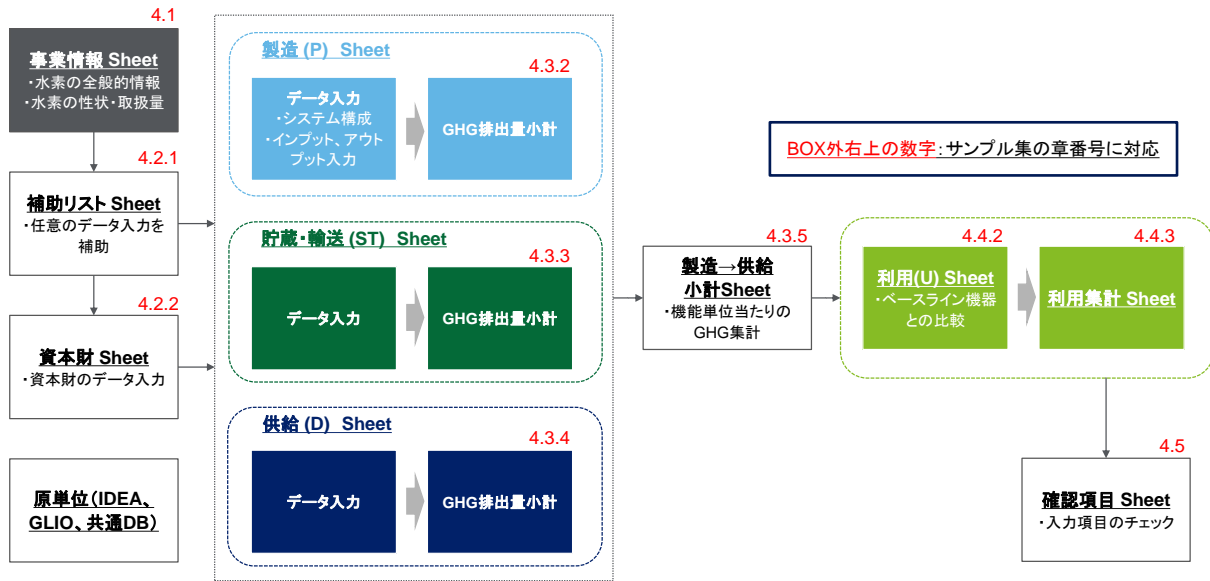 4.1
事業情報 Sheet
・水素の全般的情報
・水素の性状・取扱量
4.2.1
補助リスト Sheet
・任意のデータ入力を
補助
4.2.2
資本財 Sheet
・資本財のデータ入力
原単位（IDEA、
GLIO、共通DB）
製造 (P) Sheet
4.3.2
データ入力
・システム構成
・インプット、アウト
プット入力
GHG排出量小計
貯蔵・輸送 (ST) Sheet
4.3.3
データ入力
GHG排出量小計
供給 (D) Sheet
4.3.4
データ入力
GHG排出量小計
BOX外右上の数字：サンプル集の章番号に対応
4.3.5
製造→供給
小計Sheet
・機能単位当たりの
GHG集計
4.4.2
利用(U) Sheet
・ベースライン機器
との比較
4.4.3
利用集計 Sheet
4.5
確認項目 Sheet
・入力項目のチェック